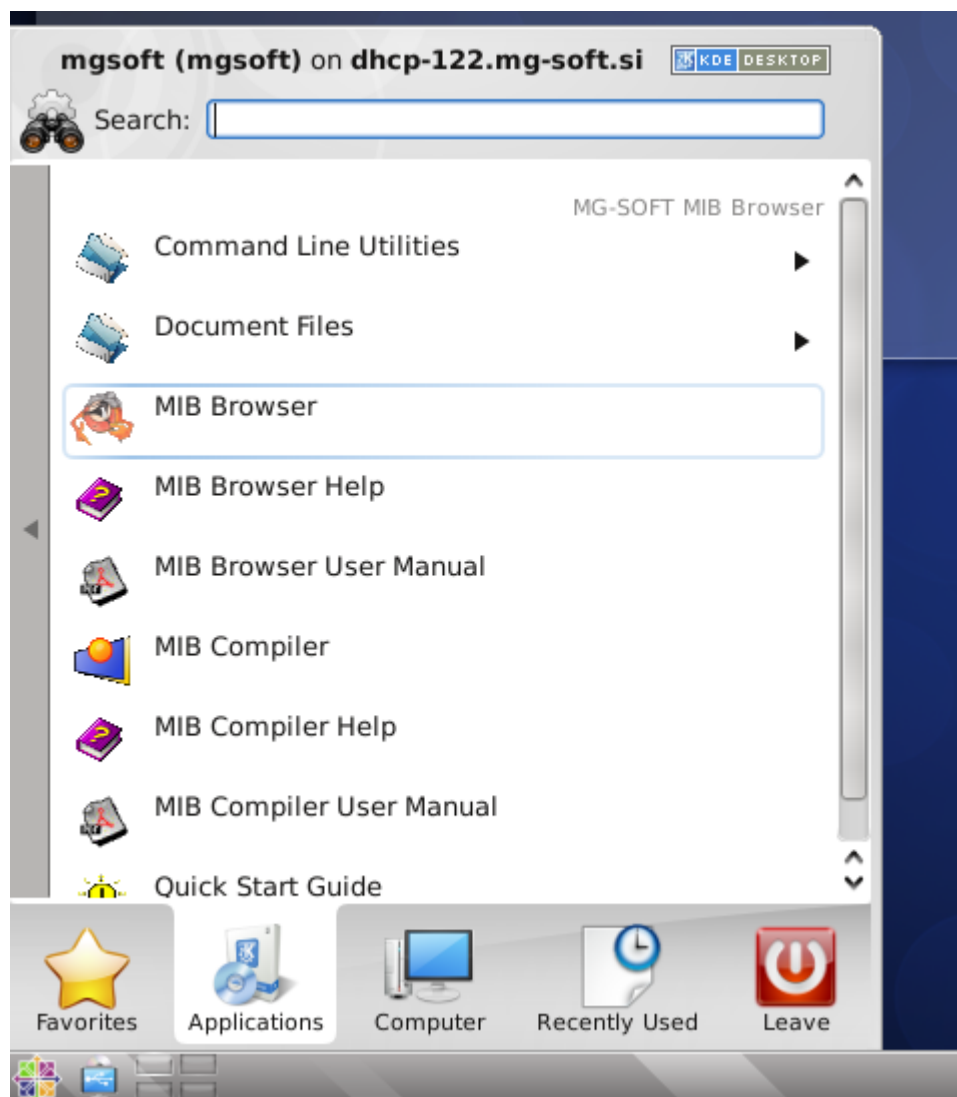 mgsoft (mgsoft) on dhcp-122.mg-soft.si KDE DESKTOP
Search:
MG-SOFT MIB Browser
Command Line Utilities
Document Files
MIB Browser
MIB Browser Help
MIB Browser User Manual
MIB Compiler
MIB Compiler Help
MIB Compiler User Manual
Quick Start Guide
Favorites Applications Computer Recently Used Leave